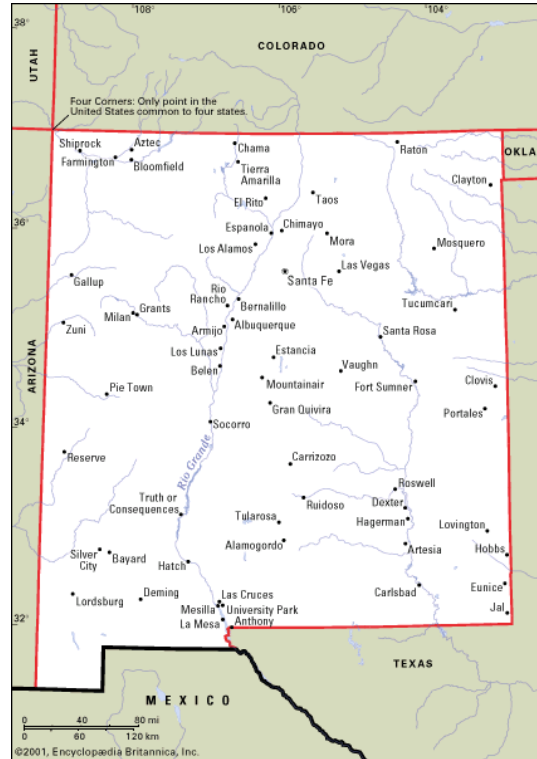 108
106
104
38°
COLORADO
UTAH
Four Corners: Only point in the
United States common to four states.
Shiprock
Aztec
Farmington
Bloomfield
Chama
Tierra
Amarilla
Raton
OKLA
Clayton
El Rito
Taos
36°
Espanola
Chimayo
Mora
Los Alamos
Mosquero
Santa Fe
Las Vegas
Gallup
Rio
Rancho
Bernalillo
Tucumcari
Milan
Grants
Zuni
Armijo
Albuquerque
Santa Rosa
ARIZONA
Los Lunas
Estancia
Belen
Vaughn
Mountainair
Fort Sumner
Clovis
Pie Town
Gran Quivira
Portales
34°
Socorro
Rio Grande
Reserve
Carrizozo
Roswell
Truth or
Consequences
Ruidoso
Dexter
Tularosa
Hagerman
Lovington
Silver
City
Bayard
Alamogordo
Artesia
Hobbs
Hatch
Lordsburg
Deming
Las Cruces
Carlsbad
Eunice
Mesilla
University Park
Jal
La Mesa
Anthony
32°
TEXAS
MEXICO
0 40 80 mi
0 60 120 km
©2001, Encyclopædia Britannica, Inc.